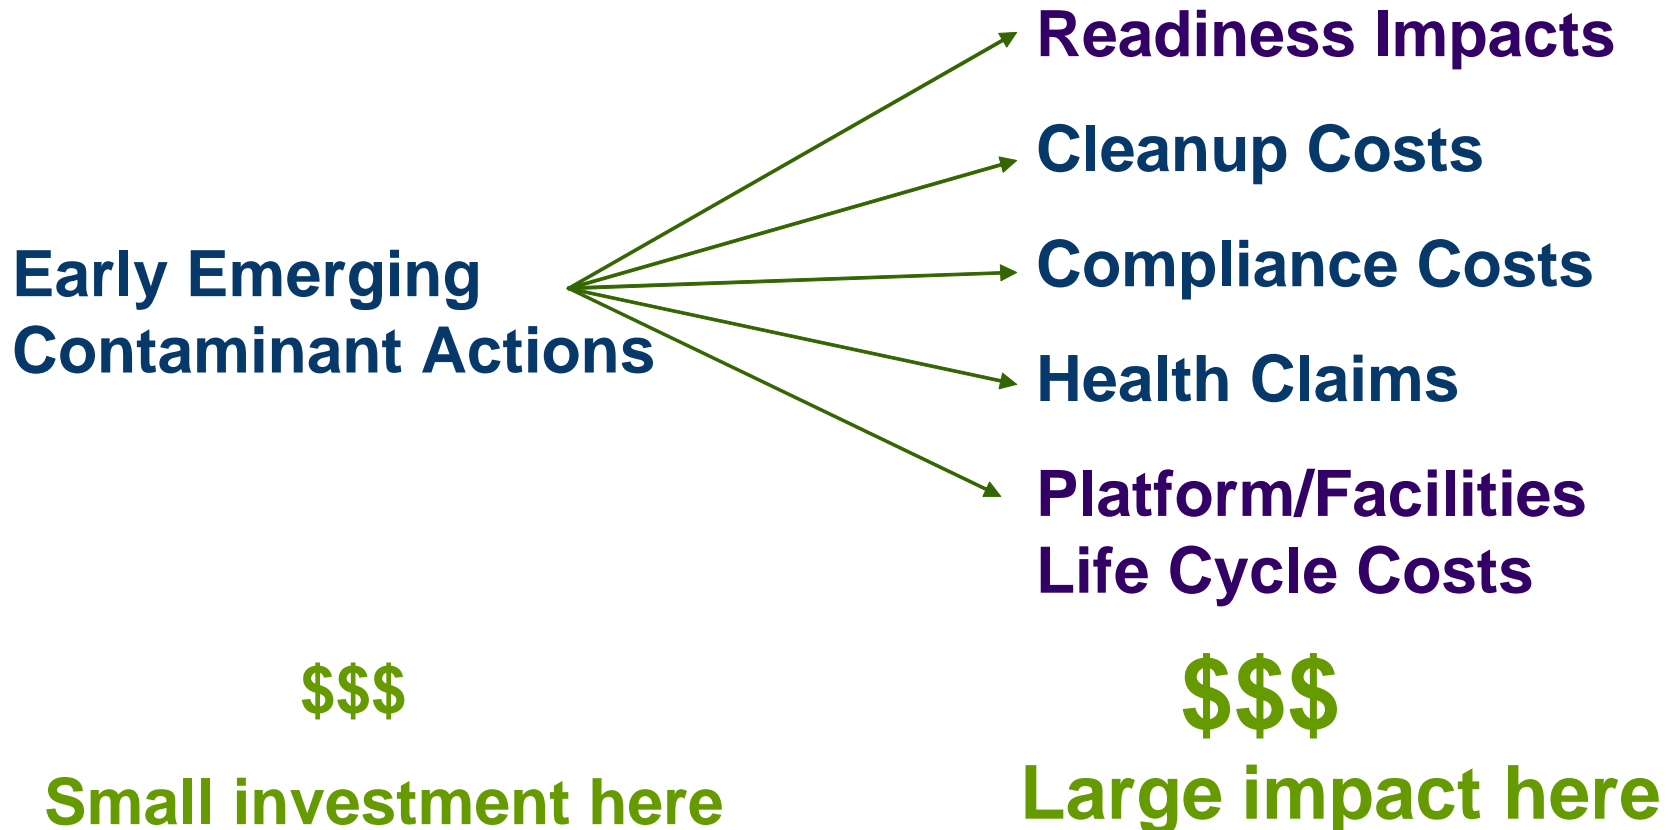 Early Emerging
Contaminant Actions
Readiness Impacts
Cleanup Costs
Compliance Costs
Health Claims
Platform/Facilities
Life Cycle Costs
$$$
Small investment here
$$$
Large impact here